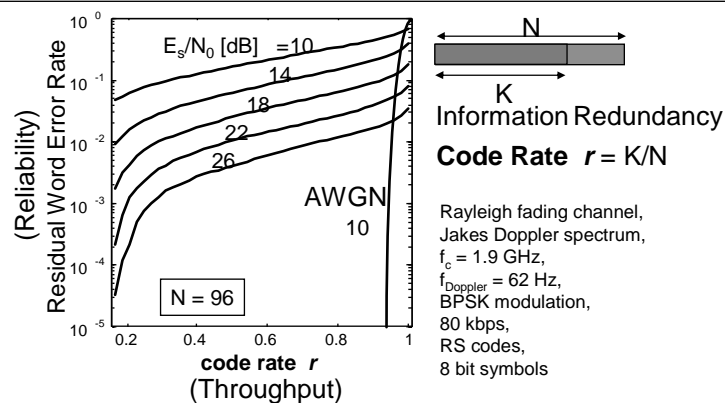 (Reliability)
Residual Word Error Rate
10^0
10^-1
10^-2
10^-3
10^-4
10^-5
E_s/N_0 [dB] =10
14
18
22
26
AWGN
10
N = 96
0.2
0.4
0.6
0.8
1
code rate r
(Throughput)
N
K
Information Redundancy
Code Rate r = K/N
Rayleigh fading channel,
Jakes Doppler spectrum,
f_c = 1.9 GHz,
f_Doppler = 62 Hz,
BPSK modulation,
80 kbps,
RS codes,
8 bit symbols